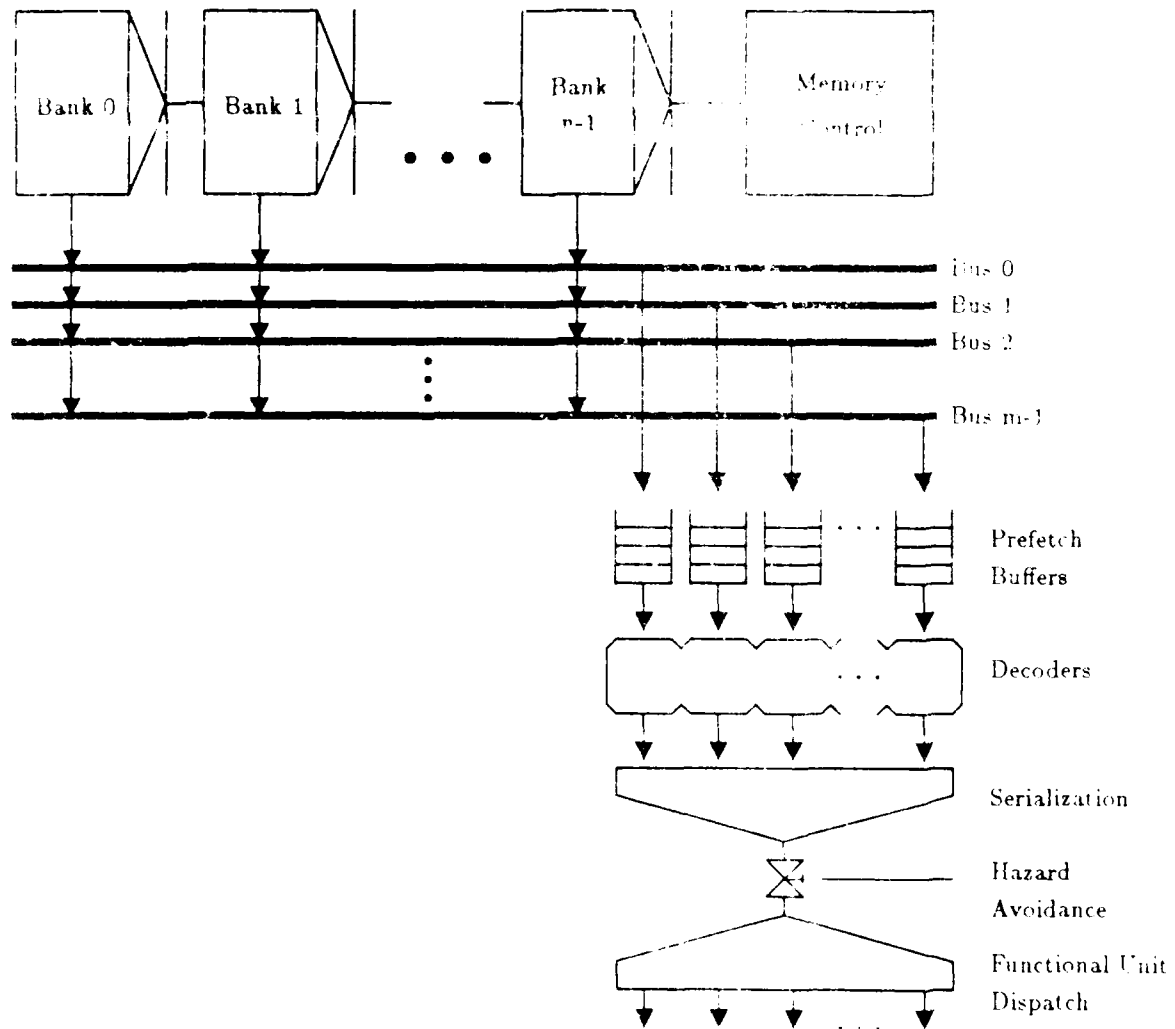 Bank 0
Bank 1
Bank
n-1
Memory
Control
Bus 0
Bus 1
Bus 2
Bus m-1
Prefetch
Buffers
Decoders
Serialization
Hazard
Avoidance
Functional Unit
Dispatch